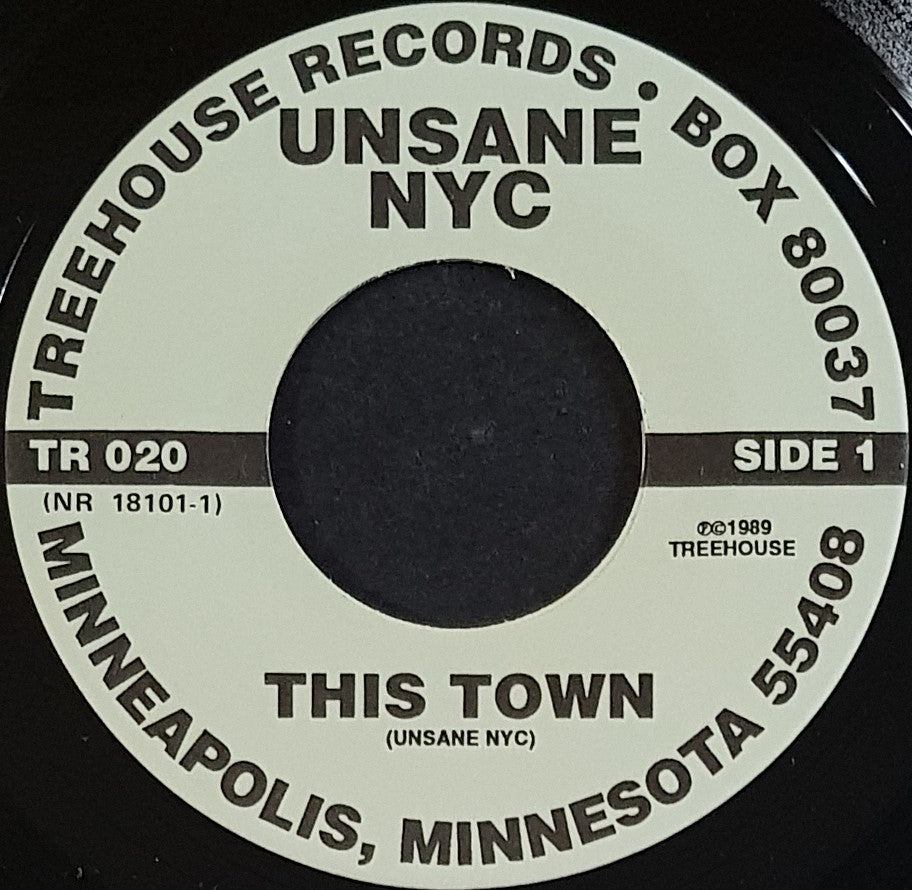 TREEHOUSE RECORDS • BOX 80037
UNSANE
NYC
TR 020
SIDE 1
(NR 18101-1)
℗©1989
TREEHOUSE
THIS TOWN
(UNSANE NYC)
MINNEAPOLIS, MINNESOTA 55408